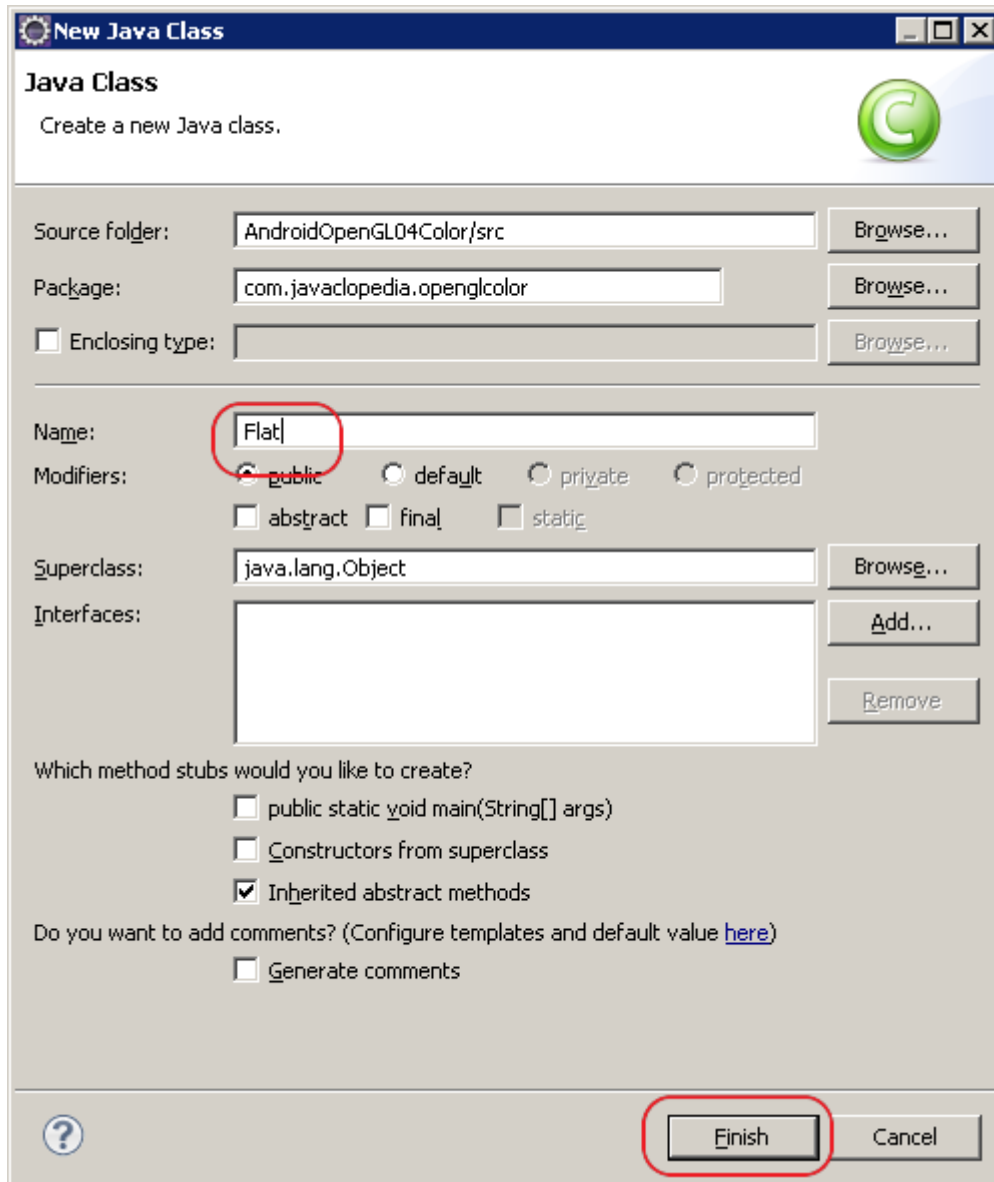 New Java Class
Java Class
Create a new Java class.
C
Source folder: AndroidOpenGL04Color/src Browse...
Package: com.javaclopedia.openglcolor Browse...
Enclosing type: Browse...
Name: Flat
Modifiers: public default private protected
abstract final static
Superclass: java.lang.Object Browse...
Interfaces: Add...
Remove
Which method stubs would you like to create?
public static void main(String[] args)
Constructors from superclass
Inherited abstract methods
Do you want to add comments? (Configure templates and default value here)
Generate comments
? Finish Cancel